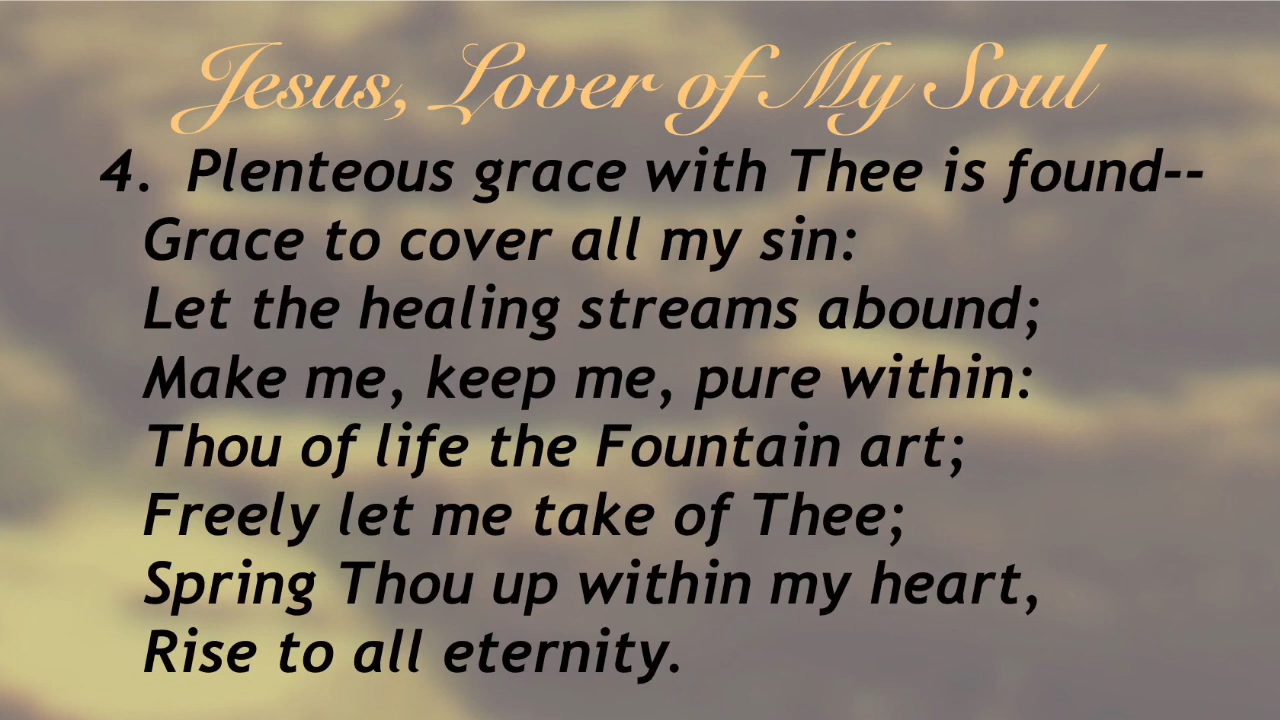 Jesus, Lover of My Soul
4. Plenteous grace with Thee is found--
Grace to cover all my sin:
Let the healing streams abound;
Make me, keep me, pure within:
Thou of life the Fountain art;
Freely let me take of Thee;
Spring Thou up within my heart,
Rise to all eternity.